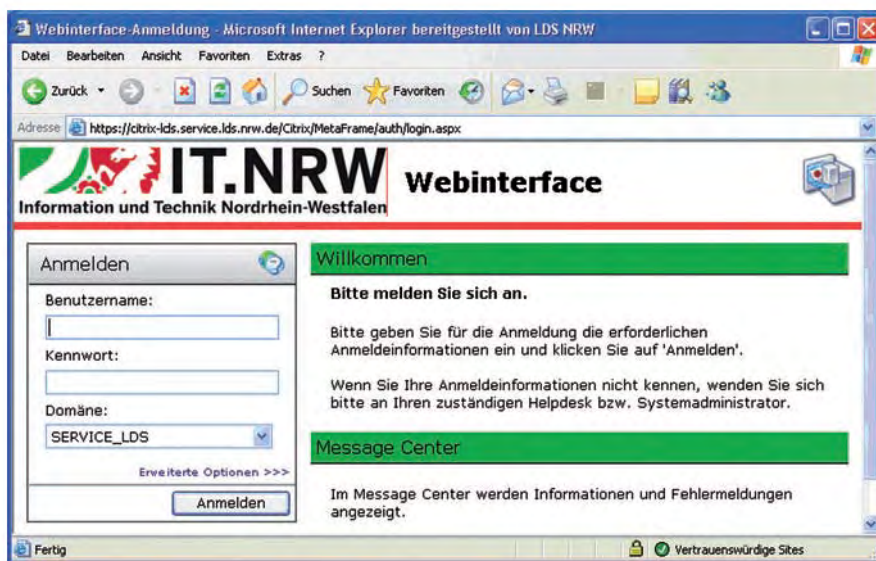 Webinterface-Anmeldung - Microsoft Internet Explorer bereitgestellt von LDS NRW
Datei Bearbeiten Ansicht Favoriten Extras ?
Zurück Suchen Favoriten
Adresse https://citrix-lds.service.lds.nrw.de/Citrix/MetaFrame/auth/login.aspx
IT.NRW Webinterface
Information und Technik Nordrhein-Westfalen
Anmelden
Benutzername:
Kennwort:
Domäne:
SERVICE_LDS
Erweiterte Optionen >>>
Anmelden
Willkommen
Bitte melden Sie sich an.
Bitte geben Sie für die Anmeldung die erforderlichen
Anmeldeinformationen ein und klicken Sie auf 'Anmelden'.
Wenn Sie Ihre Anmeldeinformationen nicht kennen, wenden Sie sich
bitte an Ihren zuständigen Helpdesk bzw. Systemadministrator.
Message Center
Im Message Center werden Informationen und Fehlermeldungen
angezeigt.
Fertig Vertrauenswürdige Sites